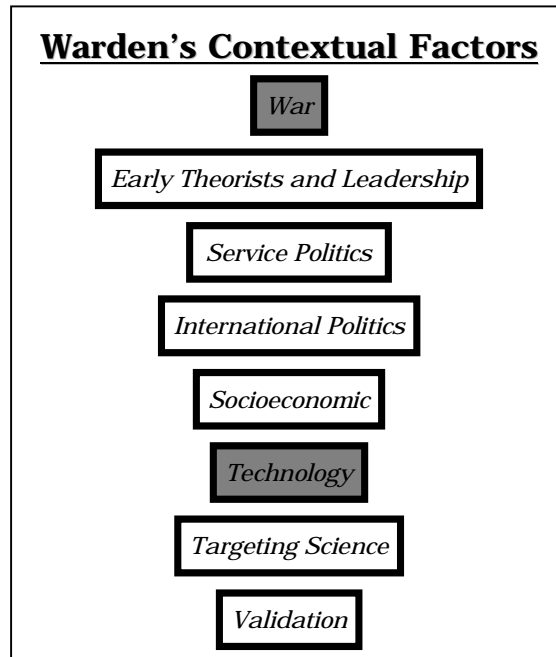 Warden's Contextual Factors
War
Early Theorists and Leadership
Service Politics
International Politics
Socioeconomic
Technology
Targeting Science
Validation